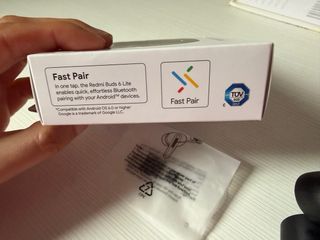 Fast Pair
In one tap, the Redmi Buds 6 Lite
enables quick, effortless Bluetooth
pairing with your Android™ devices.
*Compatible with Android OS 6.0 or higher
Google is a trademark of Google LLC.
Fast Pair
TÜV